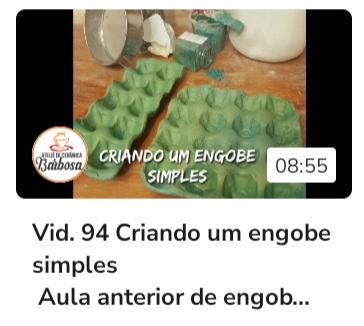 ATELIÊ DE CERÂMICA
Barbosa
CRIANDO UM ENGOBE
SIMPLES
08:55
Vid. 94 Criando um engobe
simples
Aula anterior de engob...